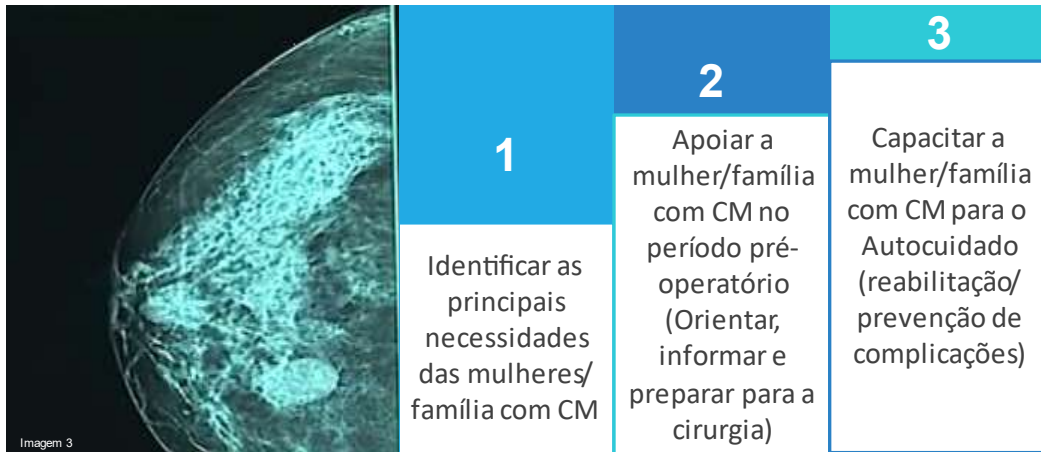 Imagem 3
1
Identificar as
principais
necessidades
das mulheres/
família com CM
2
Apoiar a
mulher/família
com CM no
período pré-
operatório
(Orientar,
informar e
preparar para a
cirurgia)
3
Capacitar a
mulher/família
com CM para o
Autocuidado
(reabilitação/
prevenção de
complicações)